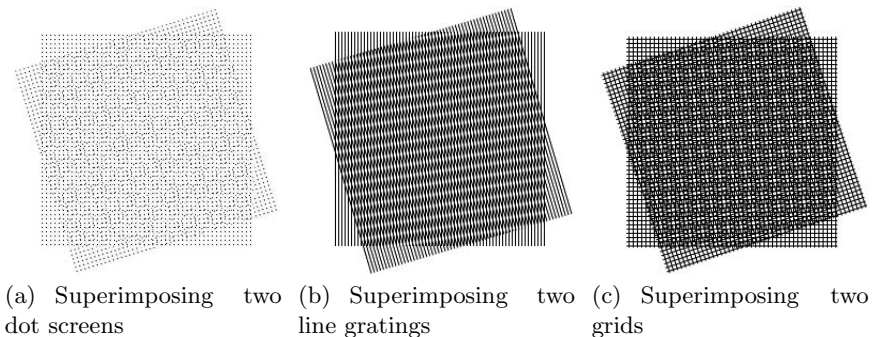 (a) Superimposing two
dot screens
(b) Superimposing two
line gratings
(c) Superimposing two
grids